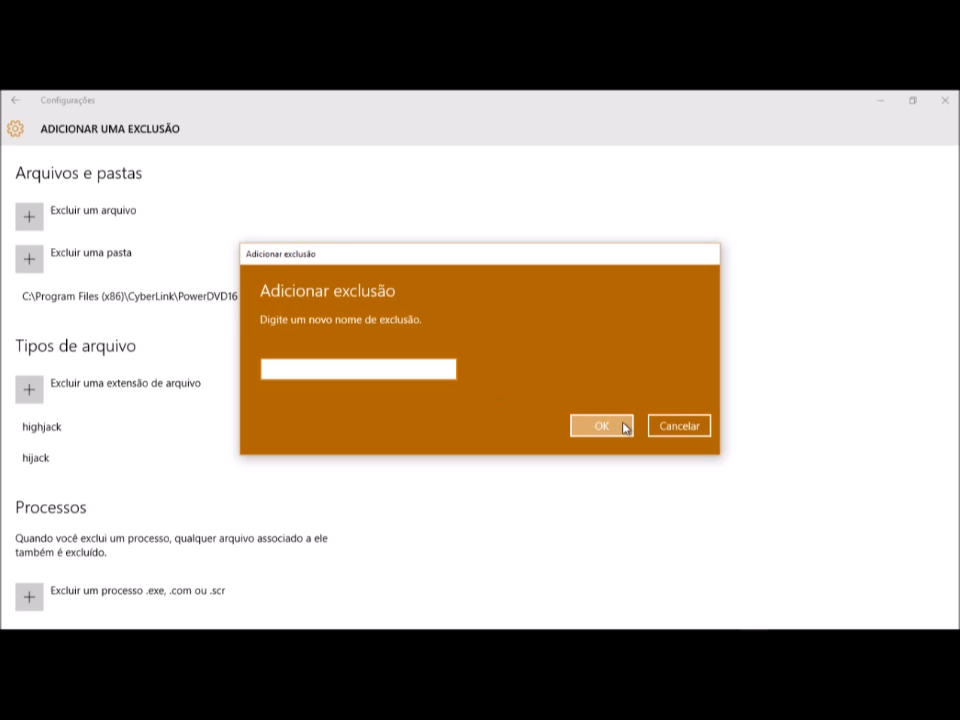 Configurações
ADICIONAR UMA EXCLUSÃO
Arquivos e pastas
Excluir um arquivo
Excluir uma pasta
C:\Program Files (x86)\CyberLink\PowerDVD16
Tipos de arquivo
Excluir uma extensão de arquivo
highjack
hijack
Processos
Quando você exclui um processo, qualquer arquivo associado a ele
também é excluído.
Excluir um processo .exe, .com ou .scr
Adicionar exclusão
Adicionar exclusão
Digite um novo nome de exclusão.
OK
Cancelar